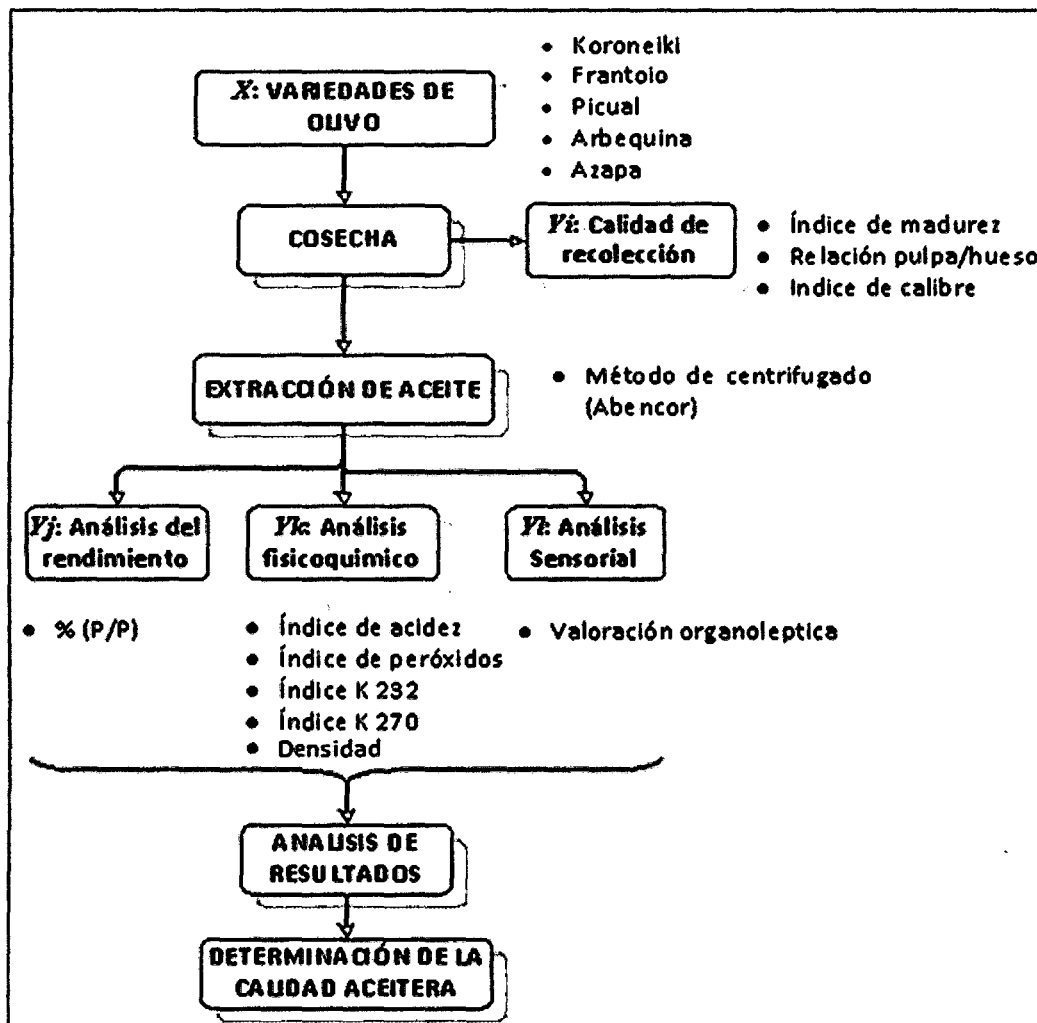 • Koroneiki
• Frantoio
• Picual
• Arbequina
• Azapa
X: VARIEDADES DE
OLIVO
COSECHA
Yi: Calidad de
recolección
• Índice de madurez
• Relación pulpa/hueso
• Indice de calibre
EXTRACCIÓN DE ACEITE
• Método de centrifugado
(Abencor)
Yj: Análisis del
rendimiento
Yk: Análisis
fisicoquimico
Yl: Análisis
Sensorial
• % (P/P)
• Índice de acidez
• Índice de peróxidos
• Índice K 232
• Índice K 270
• Densidad
• Valoración organoleptica
ANALISIS DE
RESULTADOS
DETERMINACIÓN DE LA
CALIDAD ACEITERA